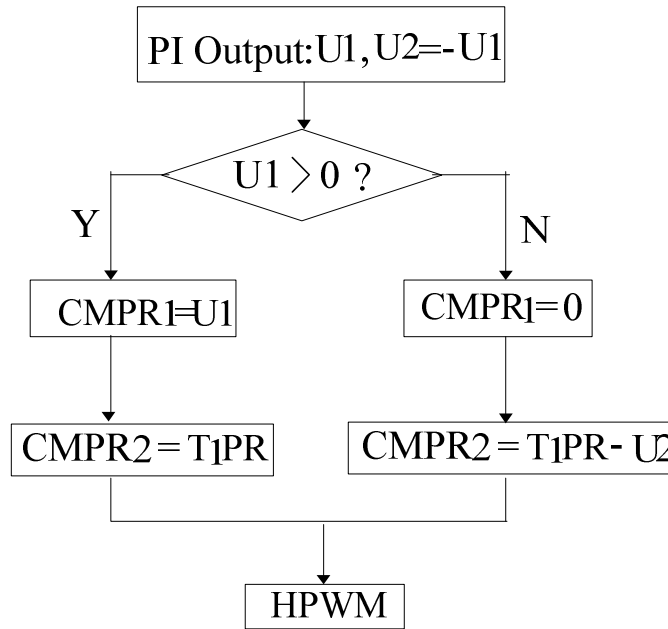 PI Output:U1,U2=-U1
U1>0 ?
Y
N
CMPR1=U1
CMPR1=0
CMPR2=T1PR
CMPR2=T1PR-U2
HPWM